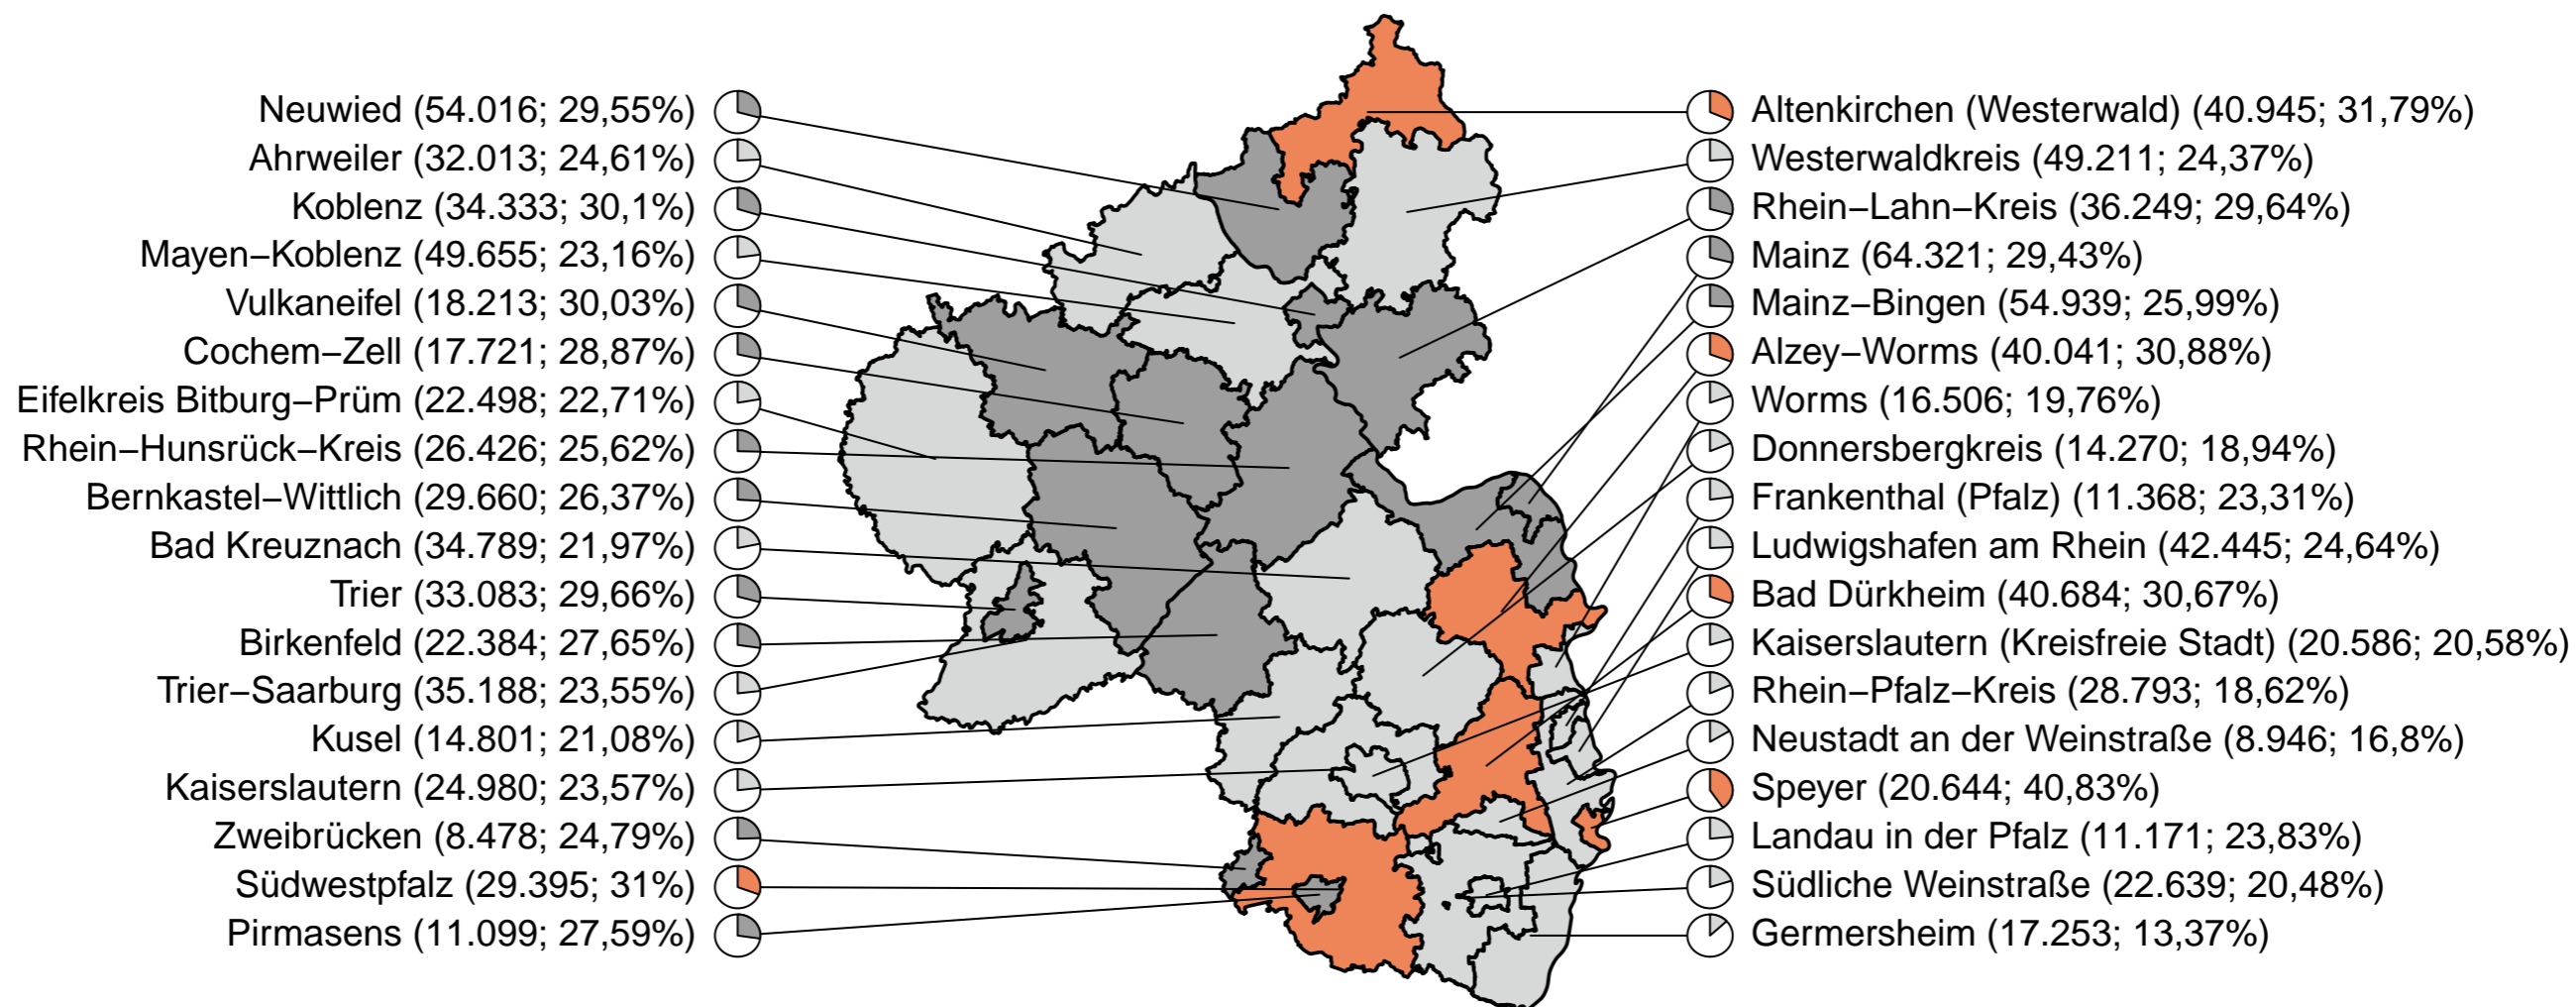 Neuwied (54.016; 29,55%)
Ahrweiler (32.013; 24,61%)
Koblenz (34.333; 30,1%)
Mayen−Koblenz (49.655; 23,16%)
Vulkaneifel (18.213; 30,03%)
Cochem−Zell (17.721; 28,87%)
Eifelkreis Bitburg−Prüm (22.498; 22,71%)
Rhein−Hunsrück−Kreis (26.426; 25,62%)
Bernkastel−Wittlich (29.660; 26,37%)
Bad Kreuznach (34.789; 21,97%)
Trier (33.083; 29,66%)
Birkenfeld (22.384; 27,65%)
Trier−Saarburg (35.188; 23,55%)
Kusel (14.801; 21,08%)
Kaiserslautern (24.980; 23,57%)
Zweibrücken (8.478; 24,79%)
Südwestpfalz (29.395; 31%)
Pirmasens (11.099; 27,59%)
Altenkirchen (Westerwald) (40.945; 31,79%)
Westerwaldkreis (49.211; 24,37%)
Rhein−Lahn−Kreis (36.249; 29,64%)
Mainz (64.321; 29,43%)
Mainz−Bingen (54.939; 25,99%)
Alzey−Worms (40.041; 30,88%)
Worms (16.506; 19,76%)
Donnersbergkreis (14.270; 18,94%)
Frankenthal (Pfalz) (11.368; 23,31%)
Ludwigshafen am Rhein (42.445; 24,64%)
Bad Dürkheim (40.684; 30,67%)
Kaiserslautern (Kreisfreie Stadt) (20.586; 20,58%)
Rhein−Pfalz−Kreis (28.793; 18,62%)
Neustadt an der Weinstraße (8.946; 16,8%)
Speyer (20.644; 40,83%)
Landau in der Pfalz (11.171; 23,83%)
Südliche Weinstraße (22.639; 20,48%)
Germersheim (17.253; 13,37%)